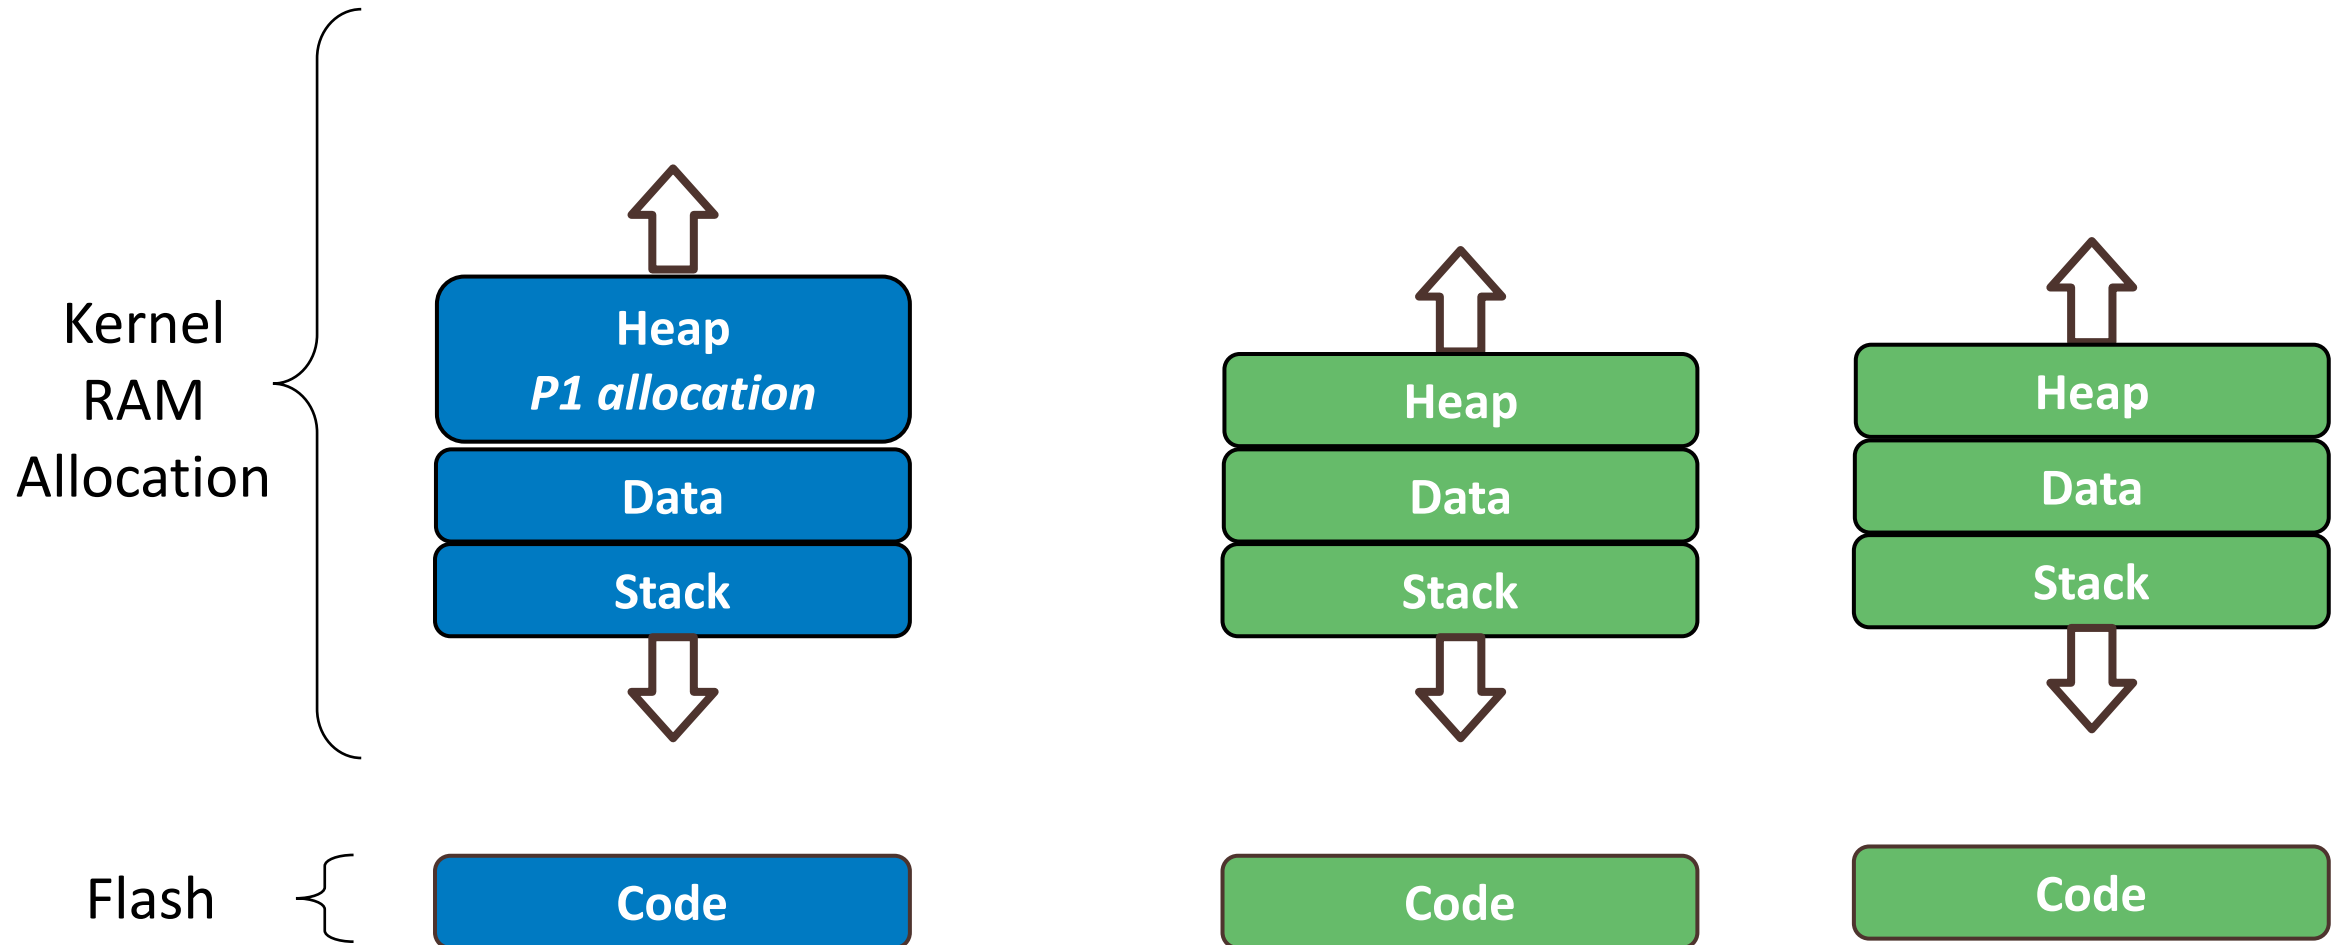 Kernel
RAM
Allocation
Heap
P1 allocation
Data
Stack
Heap
Data
Stack
Heap
Data
Stack
Flash
Code
Code
Code